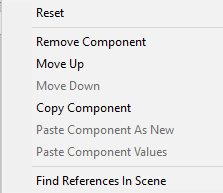 Reset
Remove Component
Move Up
Move Down
Copy Component
Paste Component As New
Paste Component Values
Find References In Scene